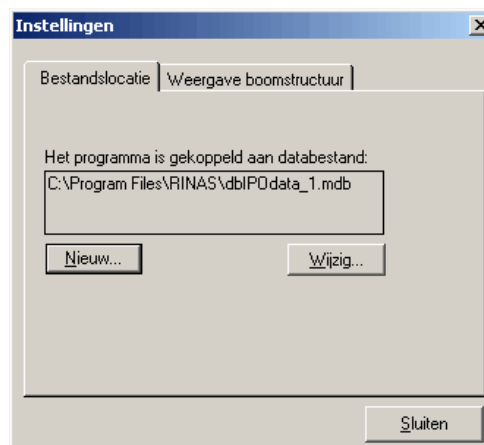 Instellingen
Bestandslocatie
Weergave boomstructuur
Het programma is gekoppeld aan databestand:
C:\Program Files\RINAS\dbIPOdata_1.mdb
Nieuw...
Wijzig...
Sluiten